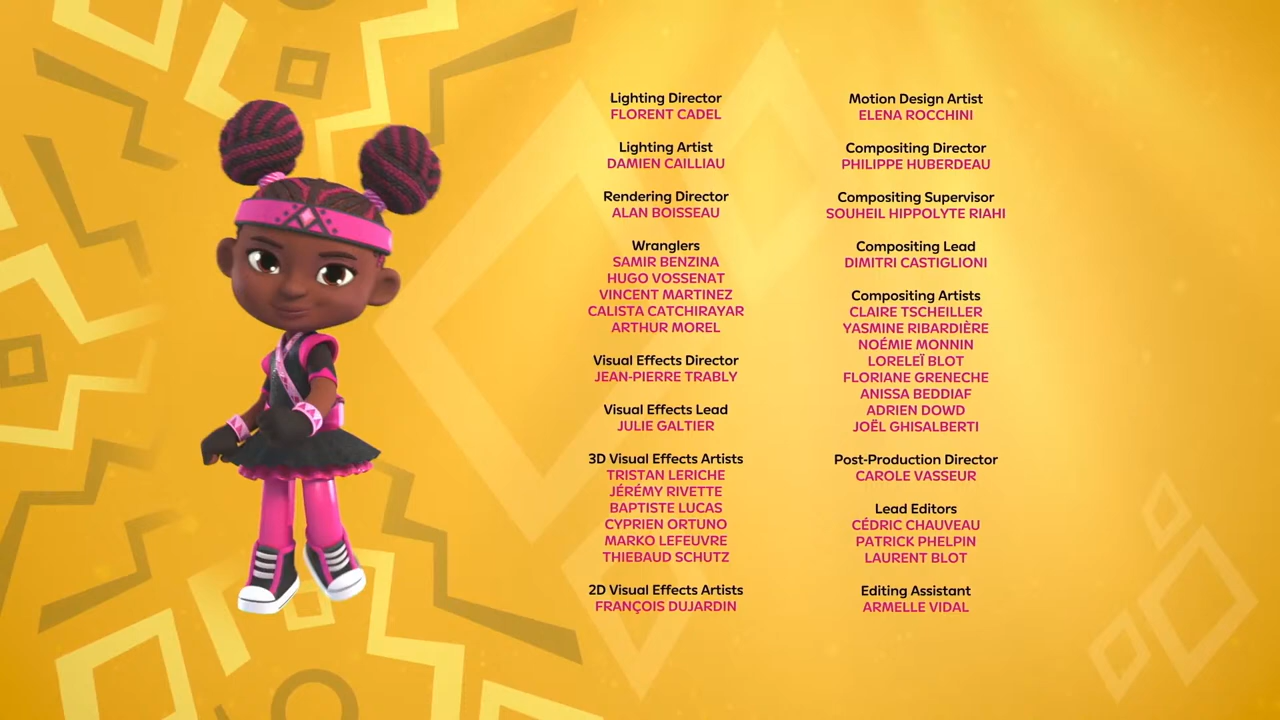 Lighting Director
FLORENT CADEL
Lighting Artist
DAMIEN CAILLIAU
Rendering Director
ALAN BOISSEAU
Wranglers
SAMIR BENZINA
HUGO VOSSENAT
VINCENT MARTINEZ
CALISTA CATCHIRAYAR
ARTHUR MOREL
Visual Effects Director
JEAN-PIERRE TRABLY
Visual Effects Lead
JULIE GALTIER
3D Visual Effects Artists
TRISTAN LERICHE
JÉRÉMY RIVETTE
BAPTISTE LUCAS
CYPRIEN ORTUNO
MARKO LEFEUVRE
THIEBAUD SCHUTZ
2D Visual Effects Artists
FRANÇOIS DUJARDIN
Motion Design Artist
ELENA ROCCHINI
Compositing Director
PHILIPPE HUBERDEAU
Compositing Supervisor
SOUHEIL HIPPOLYTE RIAHI
Compositing Lead
DIMITRI CASTIGLIONI
Compositing Artists
CLAIRE TSCHEILLER
YASMINE RIBARDIÈRE
NOÉMIE MONNIN
LORELEÏ BLOT
FLORIANE GRENECHE
ANISSA BEDDIAF
ADRIEN DOWD
JOËL GHISALBERTI
Post-Production Director
CAROLE VASSEUR
Lead Editors
CÉDRIC CHAUVEAU
PATRICK PHELPIN
LAURENT BLOT
Editing Assistant
ARMELLE VIDAL